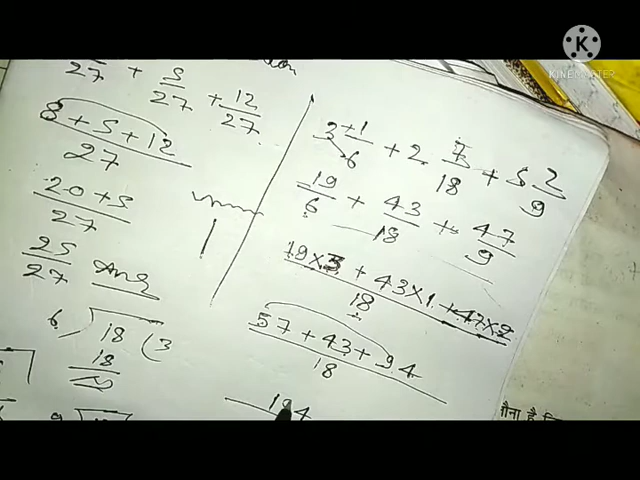 27 + 5/27 + 12/27
8 + 5 + 12
27
20 + 5
27
25
27 Ans
6 18 (3
18
3 +1/6 + 2 7/18 + 5 2/9
19/6 + 43/18 + 47/9
19×3 + 43×1 + 47×2
18
57 + 43 + 94
18
194
K
KINEMASTER